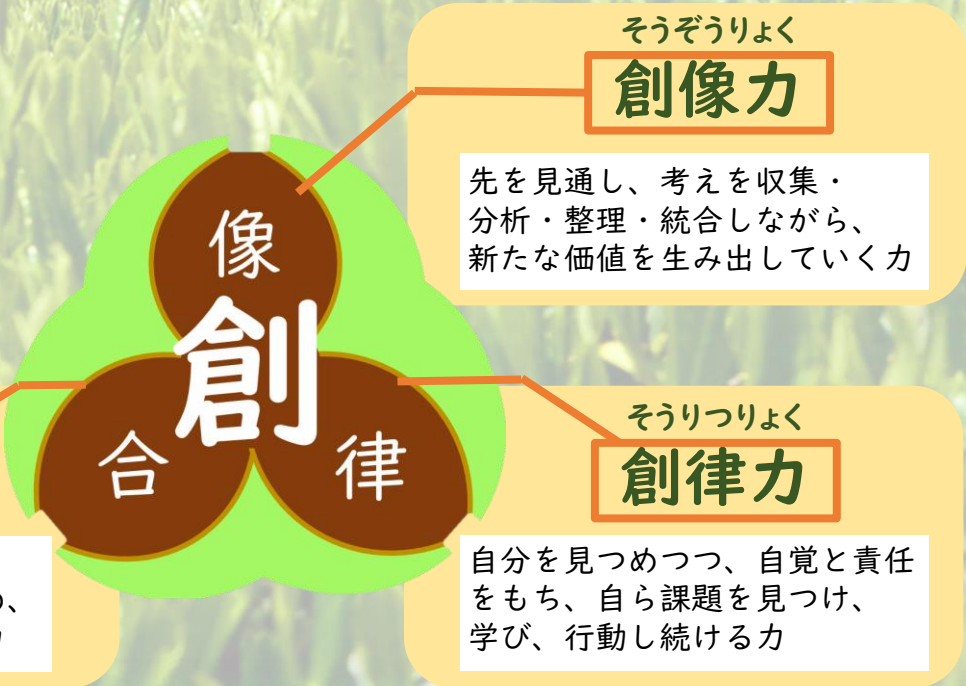 そうぞうりょく
創像力
先を見通し、考えを収集・
分析・整理・統合しながら、
新たな価値を生み出していく力
像
創
合
律
そうりつりょく
創律力
自分を見つめつつ、自覚と責任
をもち、自ら課題を見つけ、
学び、行動し続ける力